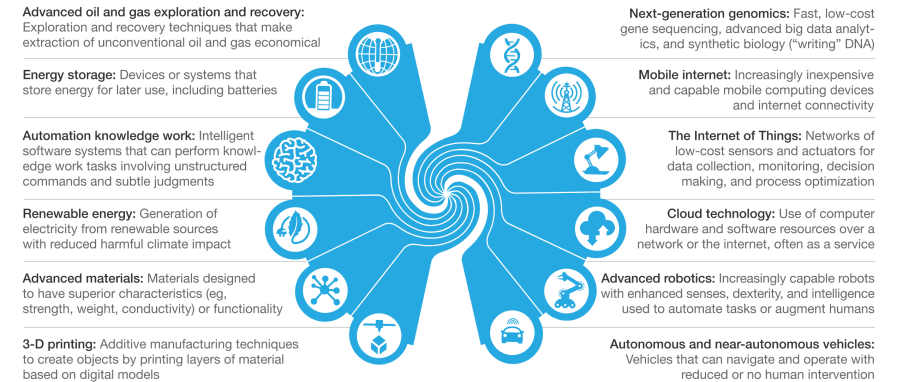 Advanced oil and gas exploration and recovery:
Exploration and recovery techniques that make
extraction of unconventional oil and gas economical
Energy storage: Devices or systems that
store energy for later use, including batteries
Automation knowledge work: Intelligent
software systems that can perform knowl-
edge work tasks involving unstructured
commands and subtle judgments
Renewable energy: Generation of
electricity from renewable sources
with reduced harmful climate impact
Advanced materials: Materials designed
to have superior characteristics (eg,
strength, weight, conductivity) or functionality
3-D printing: Additive manufacturing techniques
to create objects by printing layers of material
based on digital models
Next-generation genomics: Fast, low-cost
gene sequencing, advanced big data analyt-
ics, and synthetic biology (“writing” DNA)
Mobile internet: Increasingly inexpensive
and capable mobile computing devices
and internet connectivity
The Internet of Things: Networks of
low-cost sensors and actuators for
data collection, monitoring, decision
making, and process optimization
Cloud technology: Use of computer
hardware and software resources over a
network or the internet, often as a service
Advanced robotics: Increasingly capable robots
with enhanced senses, dexterity, and intelligence
used to automate tasks or augment humans
Autonomous and near-autonomous vehicles:
Vehicles that can navigate and operate with
reduced or no human intervention